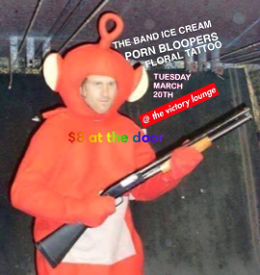 THE BAND ICE CREAM
PORN BLOOPERS
FLORAL TATTOO
TUESDAY
MARCH
20TH
@ the victory lounge
$8 at the door